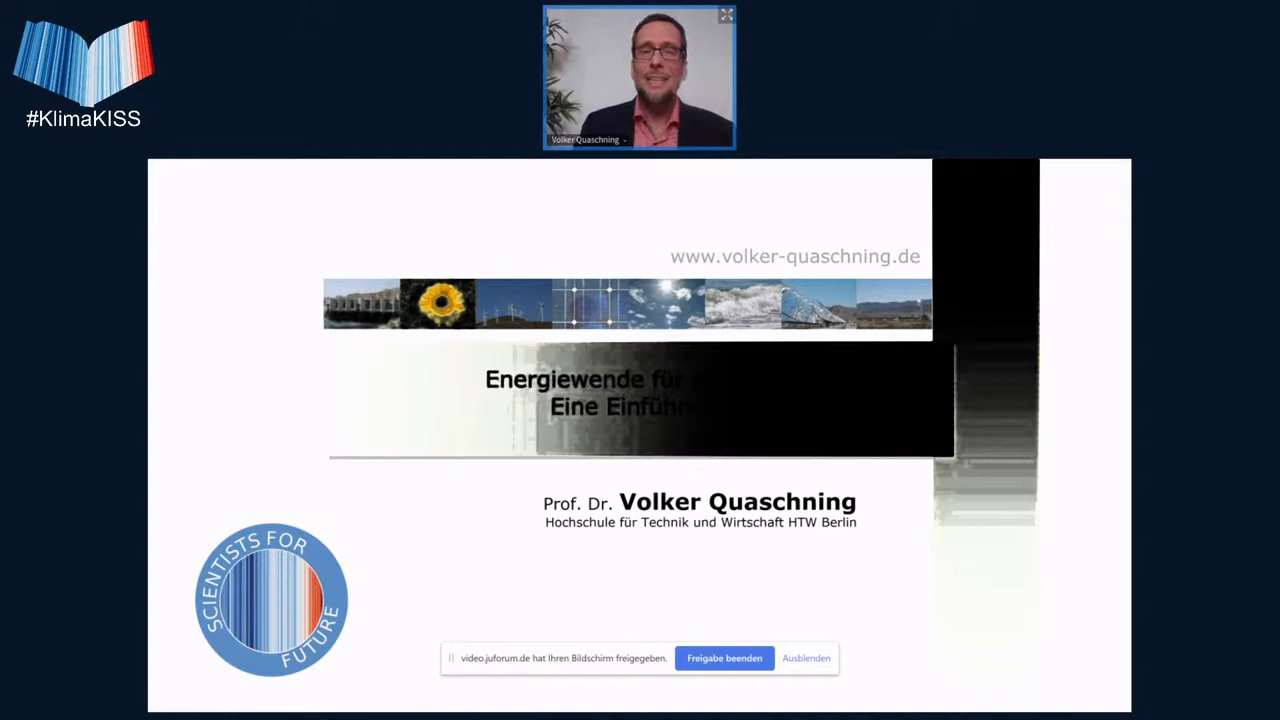 #KlimaKISS
Volker Quaschning
www.volker-quaschning.de
Energiewende für
Eine Einführ
Prof. Dr. Volker Quaschning
Hochschule für Technik und Wirtschaft HTW Berlin
SCIENTISTS FOR
FUTURE
video.juforum.de hat Ihren Bildschirm freigegeben. Freigabe beenden Ausblenden